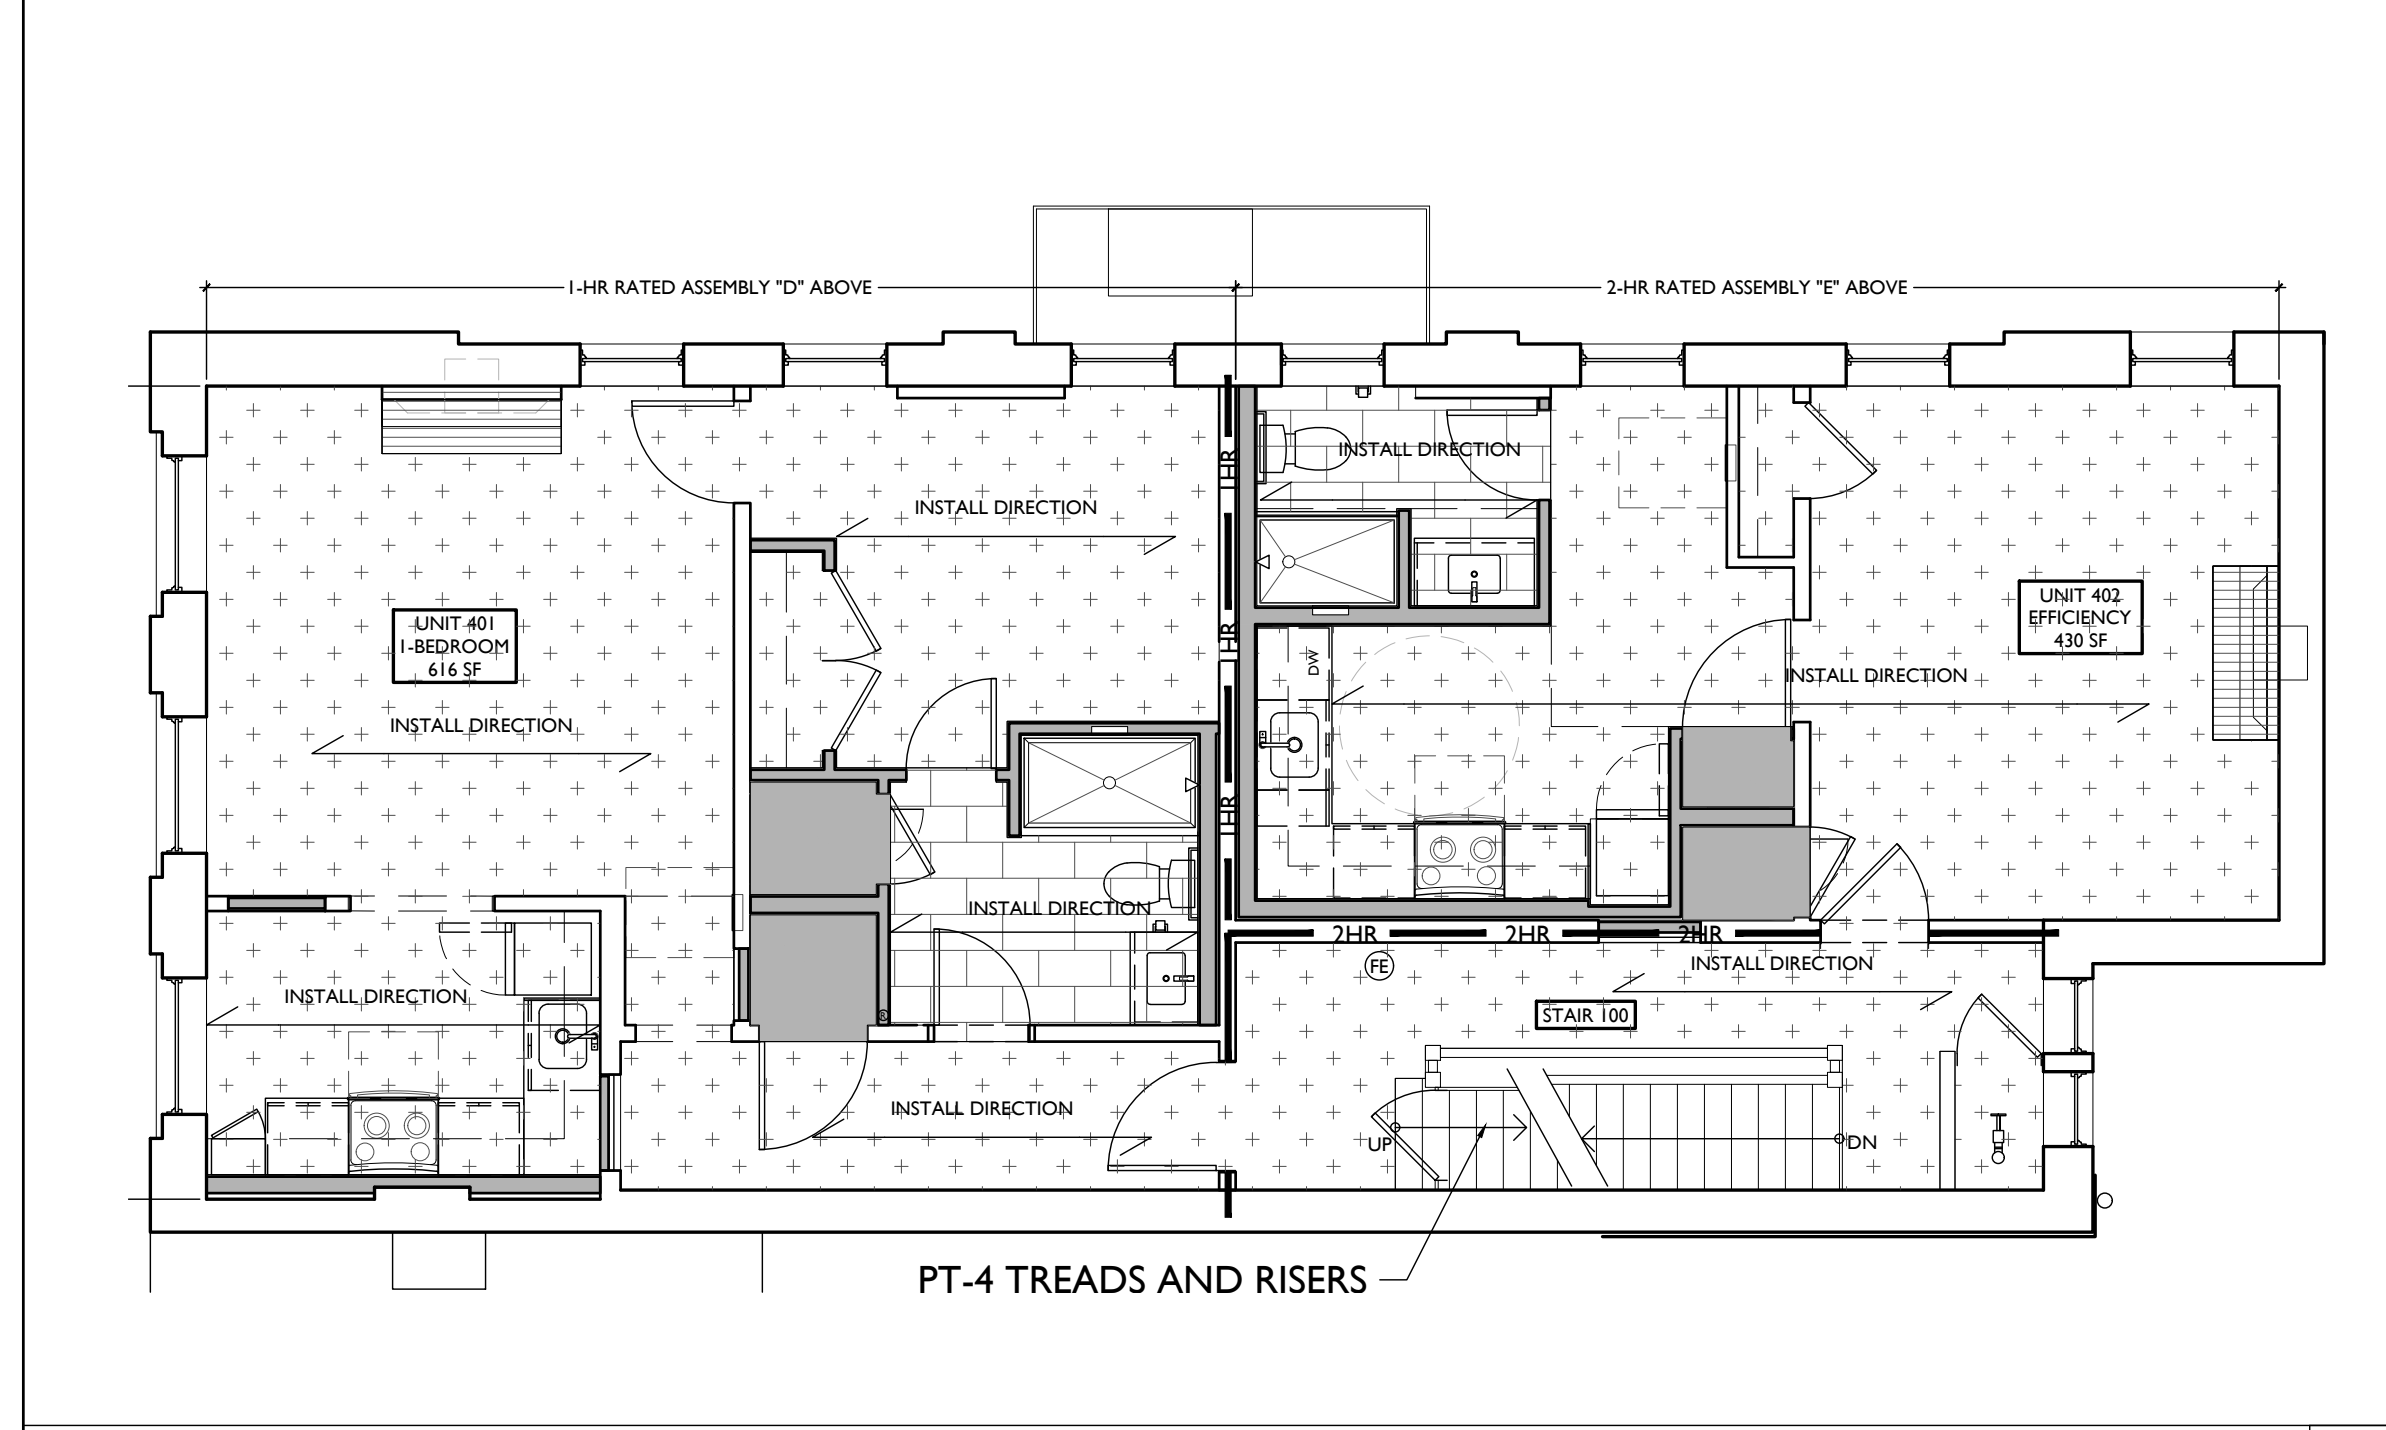 1-HR RATED ASSEMBLY "D" ABOVE
2-HR RATED ASSEMBLY "E" ABOVE
INSTALL DIRECTION
INSTALL DIRECTION
1HR
1HR
1HR
UNIT 401
1-BEDROOM
616 SF
UNIT 402
EFFICIENCY
430 SF
DW
INSTALL DIRECTION
INSTALL DIRECTION
INSTALL DIRECTION
2HR
2HR
2HR
FE
INSTALL DIRECTION
INSTALL DIRECTION
STAIR 100
R
INSTALL DIRECTION
UP
DN
PT-4 TREADS AND RISERS